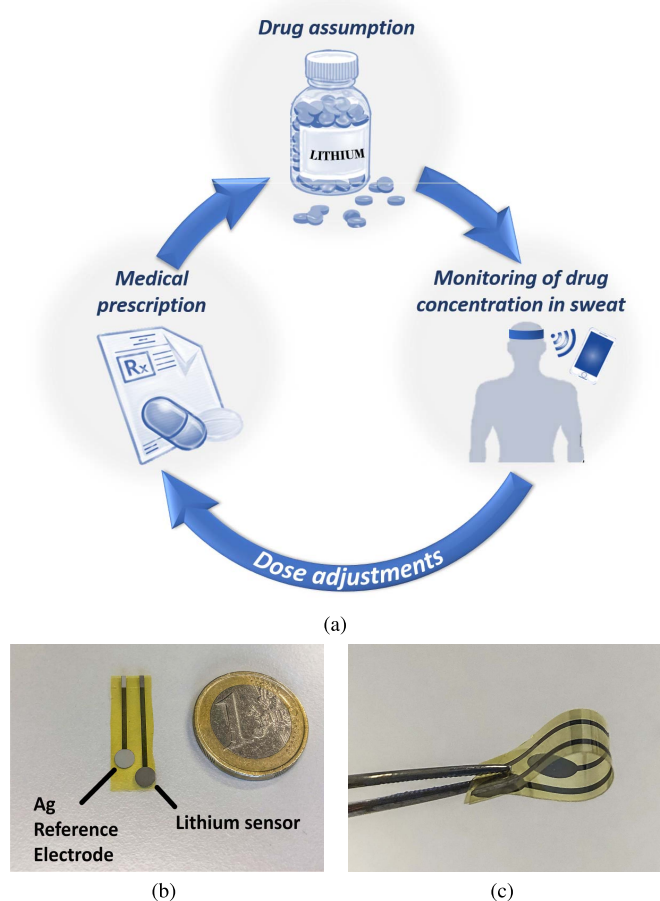 Drug assumption
LITHIUM
Medical
prescription
Rx
Monitoring of drug
concentration in sweat
Dose adjustments
(a)
1
Ag
Reference
Electrode
Lithium sensor
(b)
(c)